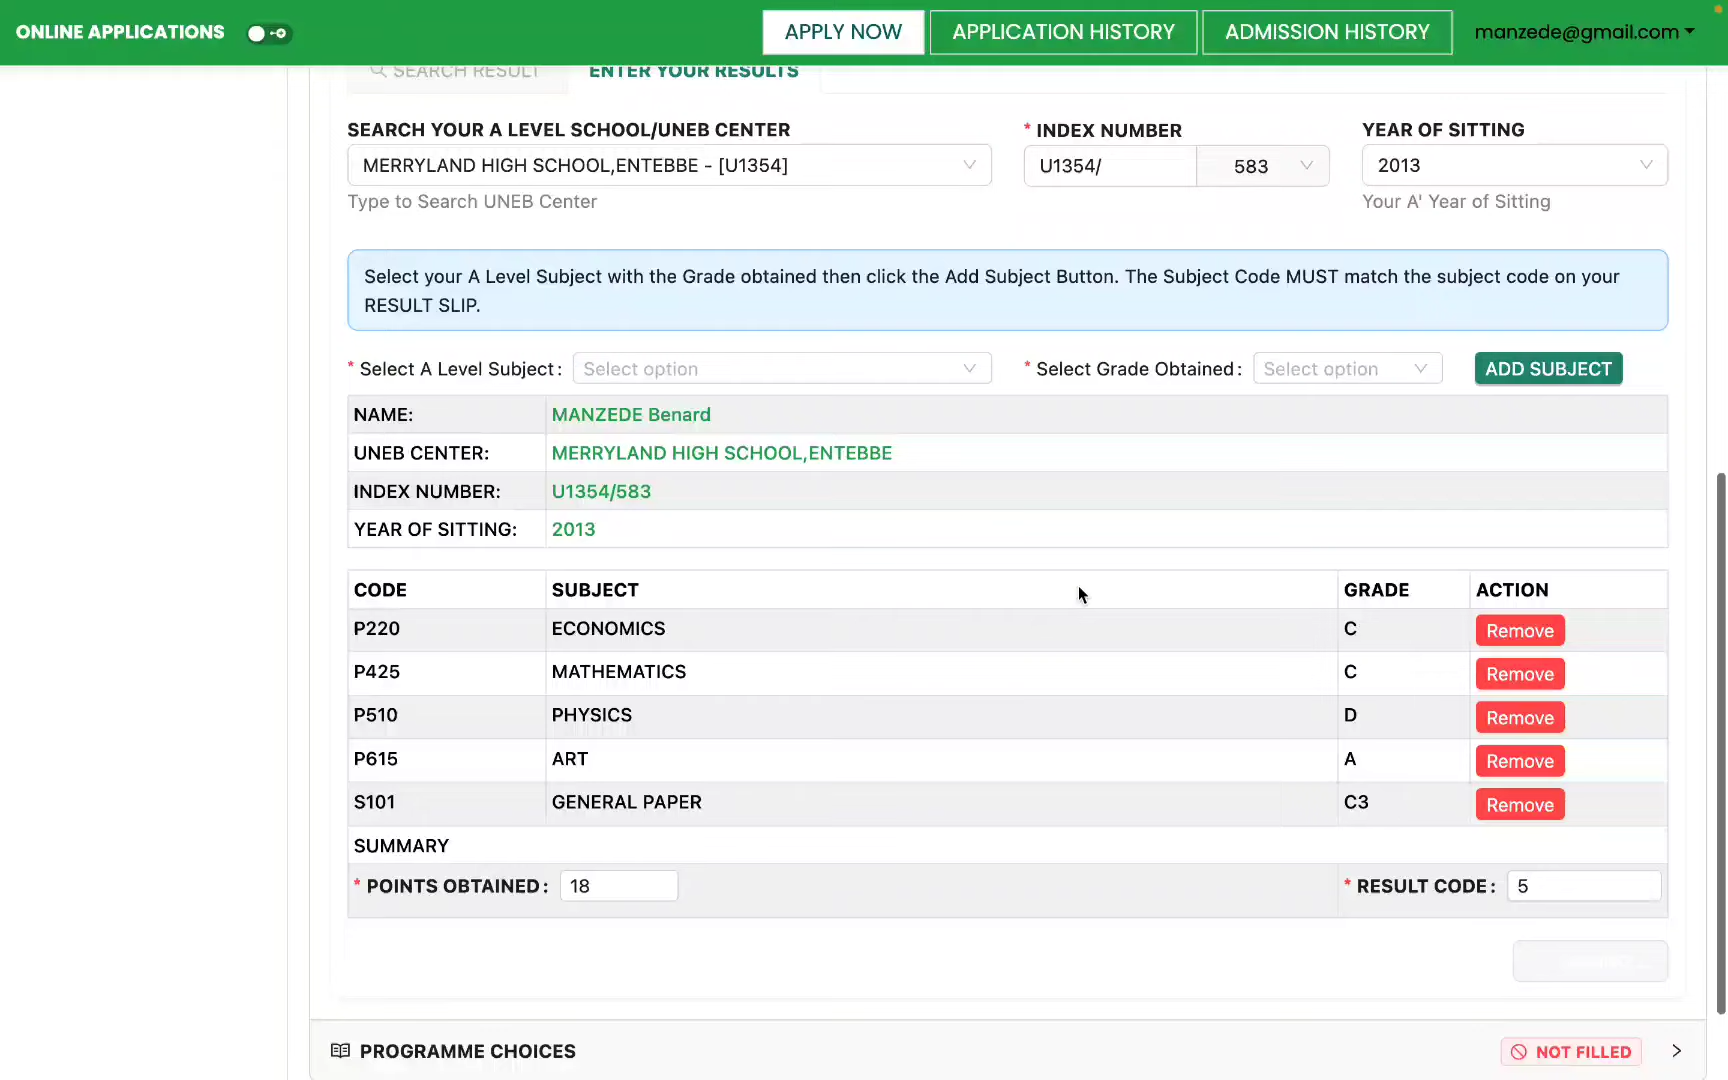 ONLINE APPLICATIONS
APPLY NOW
APPLICATION HISTORY
ADMISSION HISTORY
manzede@gmail.com
SEARCH RESULT
ENTER YOUR RESULTS
SEARCH YOUR A LEVEL SCHOOL/UNEB CENTER
* INDEX NUMBER
YEAR OF SITTING
MERRYLAND HIGH SCHOOL,ENTEBBE - [U1354]
U1354/
583
2013
Type to Search UNEB Center
Your A' Year of Sitting
Select your A Level Subject with the Grade obtained then click the Add Subject Button. The Subject Code MUST match the subject code on your
RESULT SLIP.
* Select A Level Subject: Select option
* Select Grade Obtained: Select option
ADD SUBJECT
NAME: MANZEDE Benard
UNEB CENTER: MERRYLAND HIGH SCHOOL,ENTEBBE
INDEX NUMBER: U1354/583
YEAR OF SITTING: 2013
CODE SUBJECT GRADE ACTION
P220 ECONOMICS C Remove
P425 MATHEMATICS C Remove
P510 PHYSICS D Remove
P615 ART A Remove
S101 GENERAL PAPER C3 Remove
SUMMARY
* POINTS OBTAINED: 18
* RESULT CODE: 5
PROGRAMME CHOICES
NOT FILLED